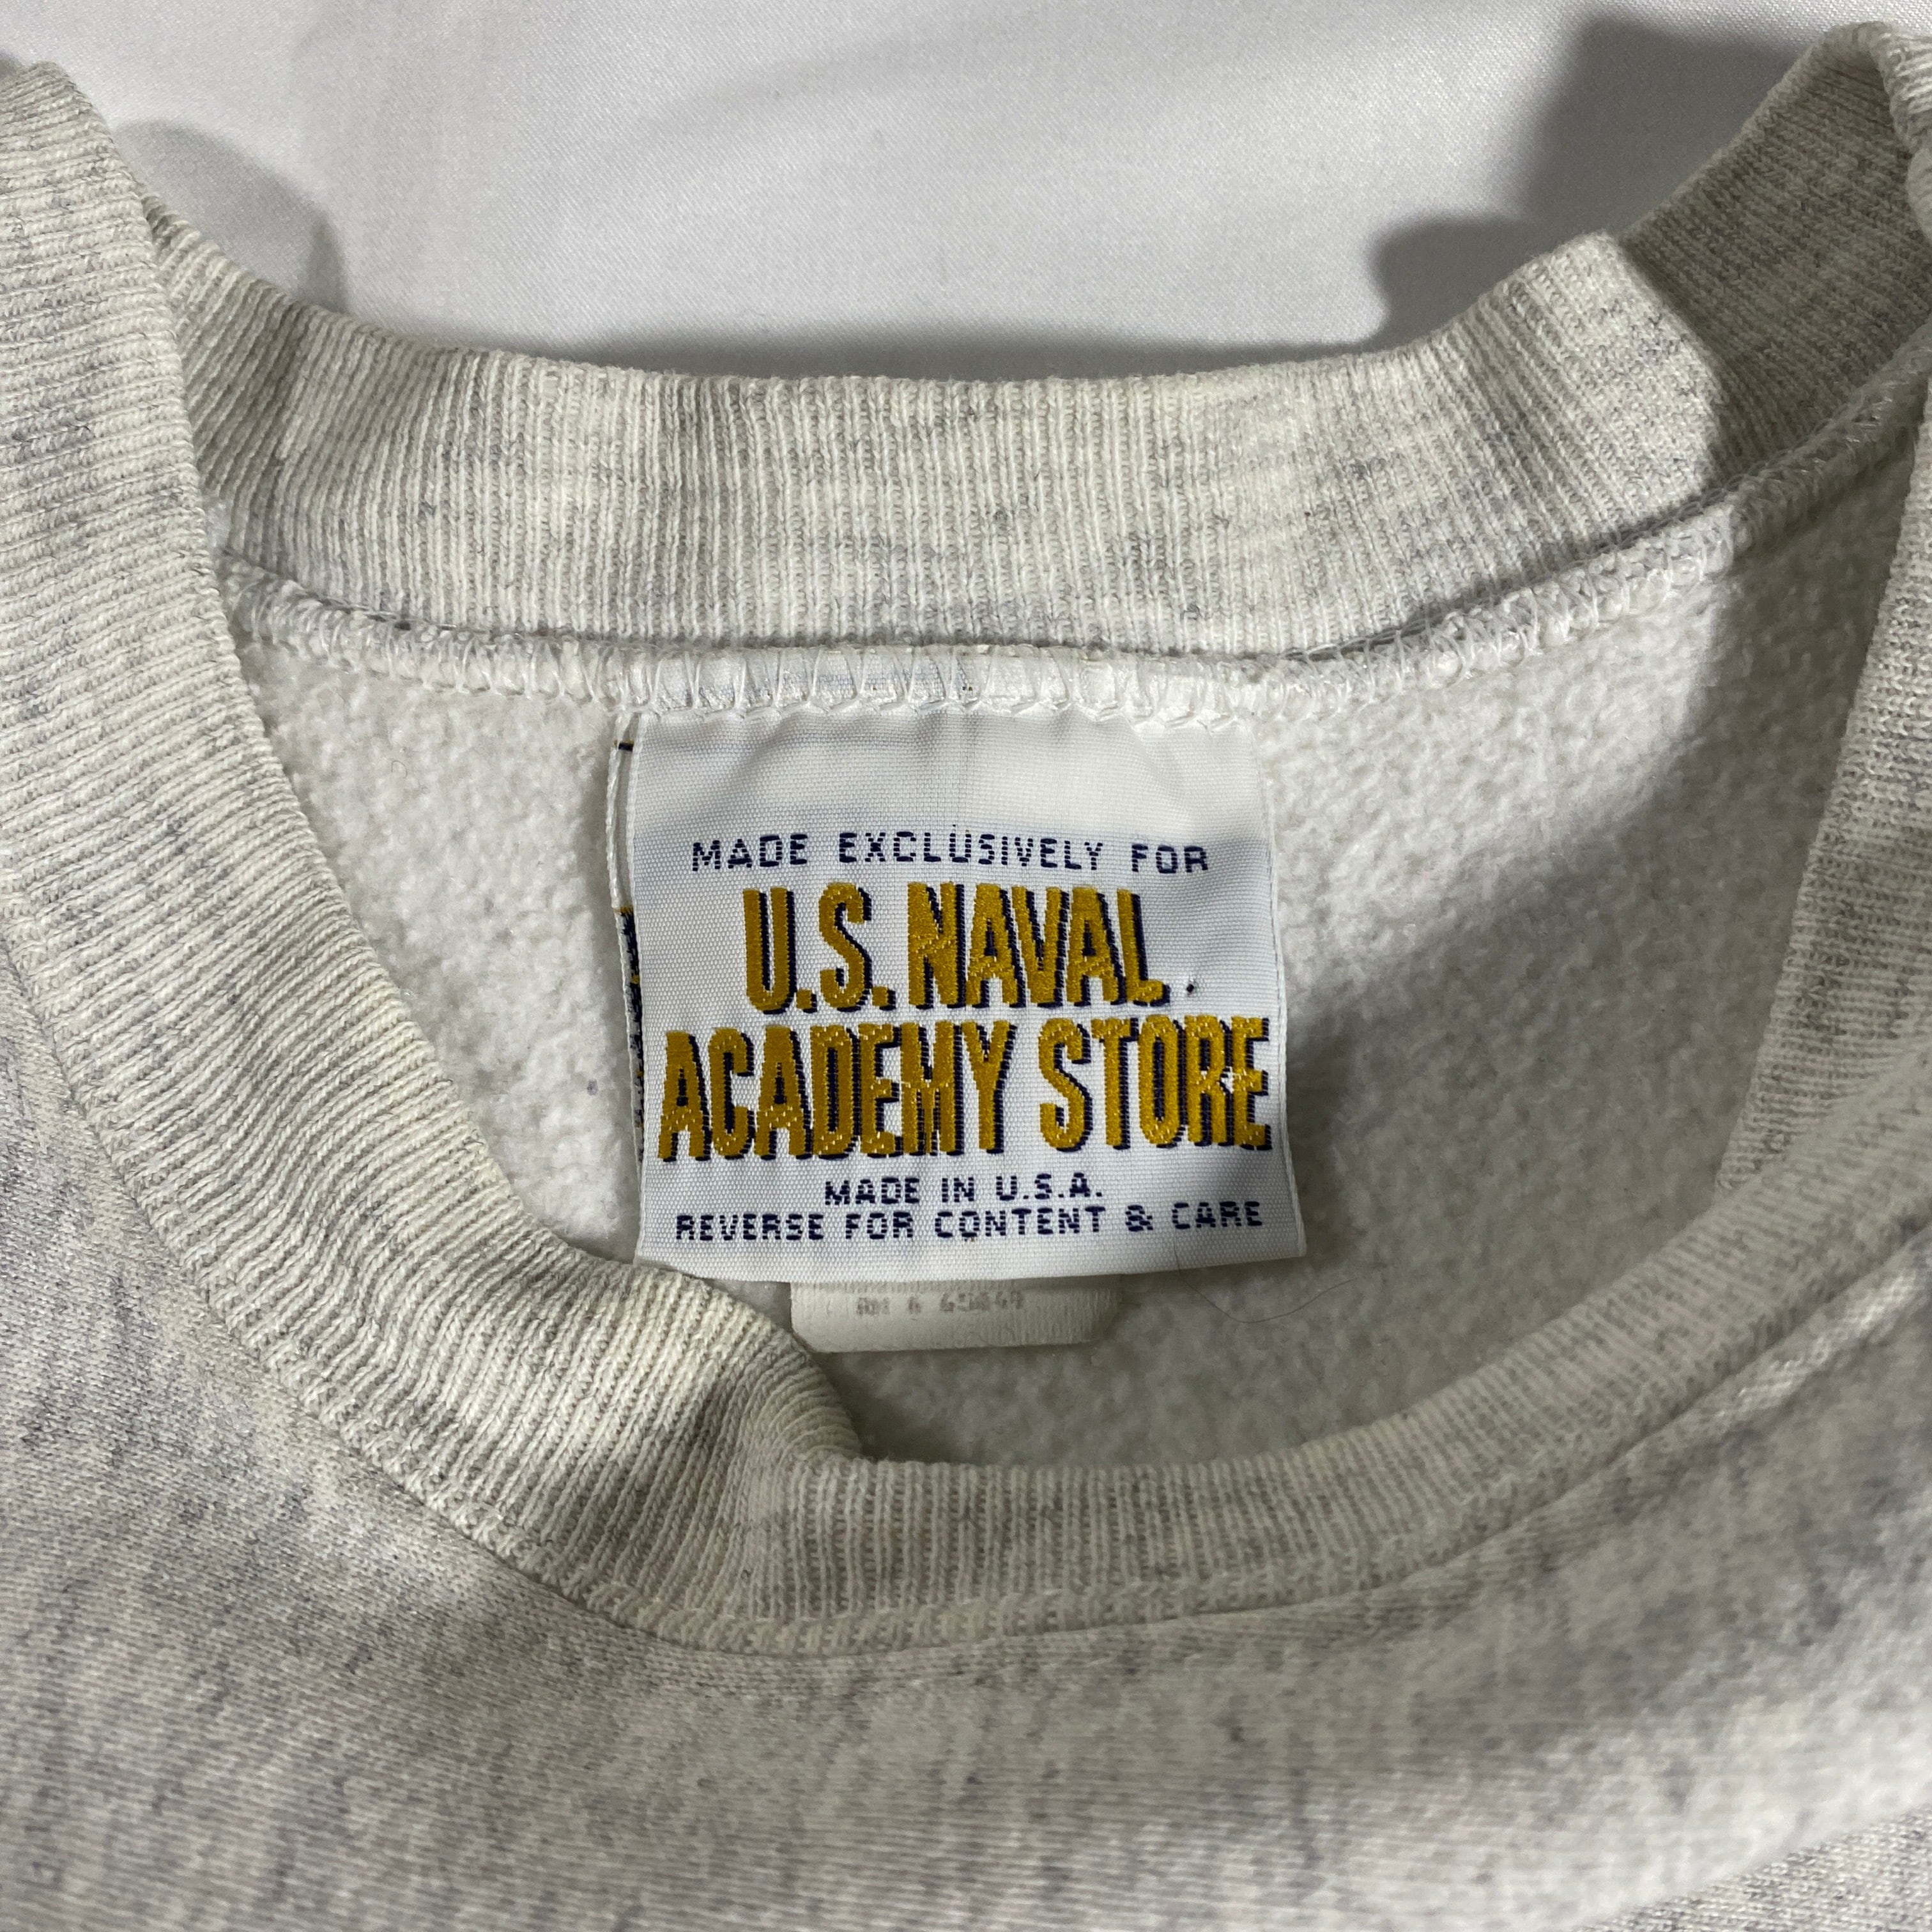 MADE EXCLUSIVELY FOR
U.S. NAVAL
ACADEMY STORE
MADE IN U.S.A.
REVERSE FOR CONTENT & CARE